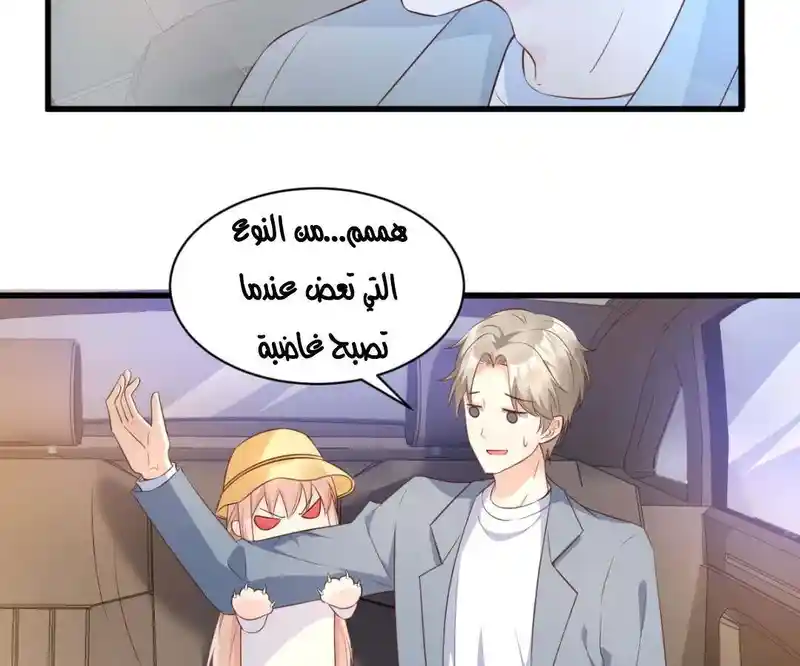 هممم...من النوع
التي تعض عندما
تصبح غاضبة